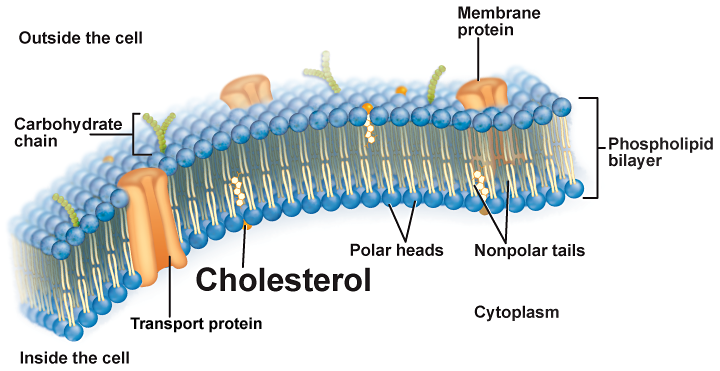 Membrane
protein
Outside the cell
Carbohydrate
chain
Phospholipid
bilayer
Polar heads
Nonpolar tails
Cholesterol
Cytoplasm
Transport protein
Inside the cell